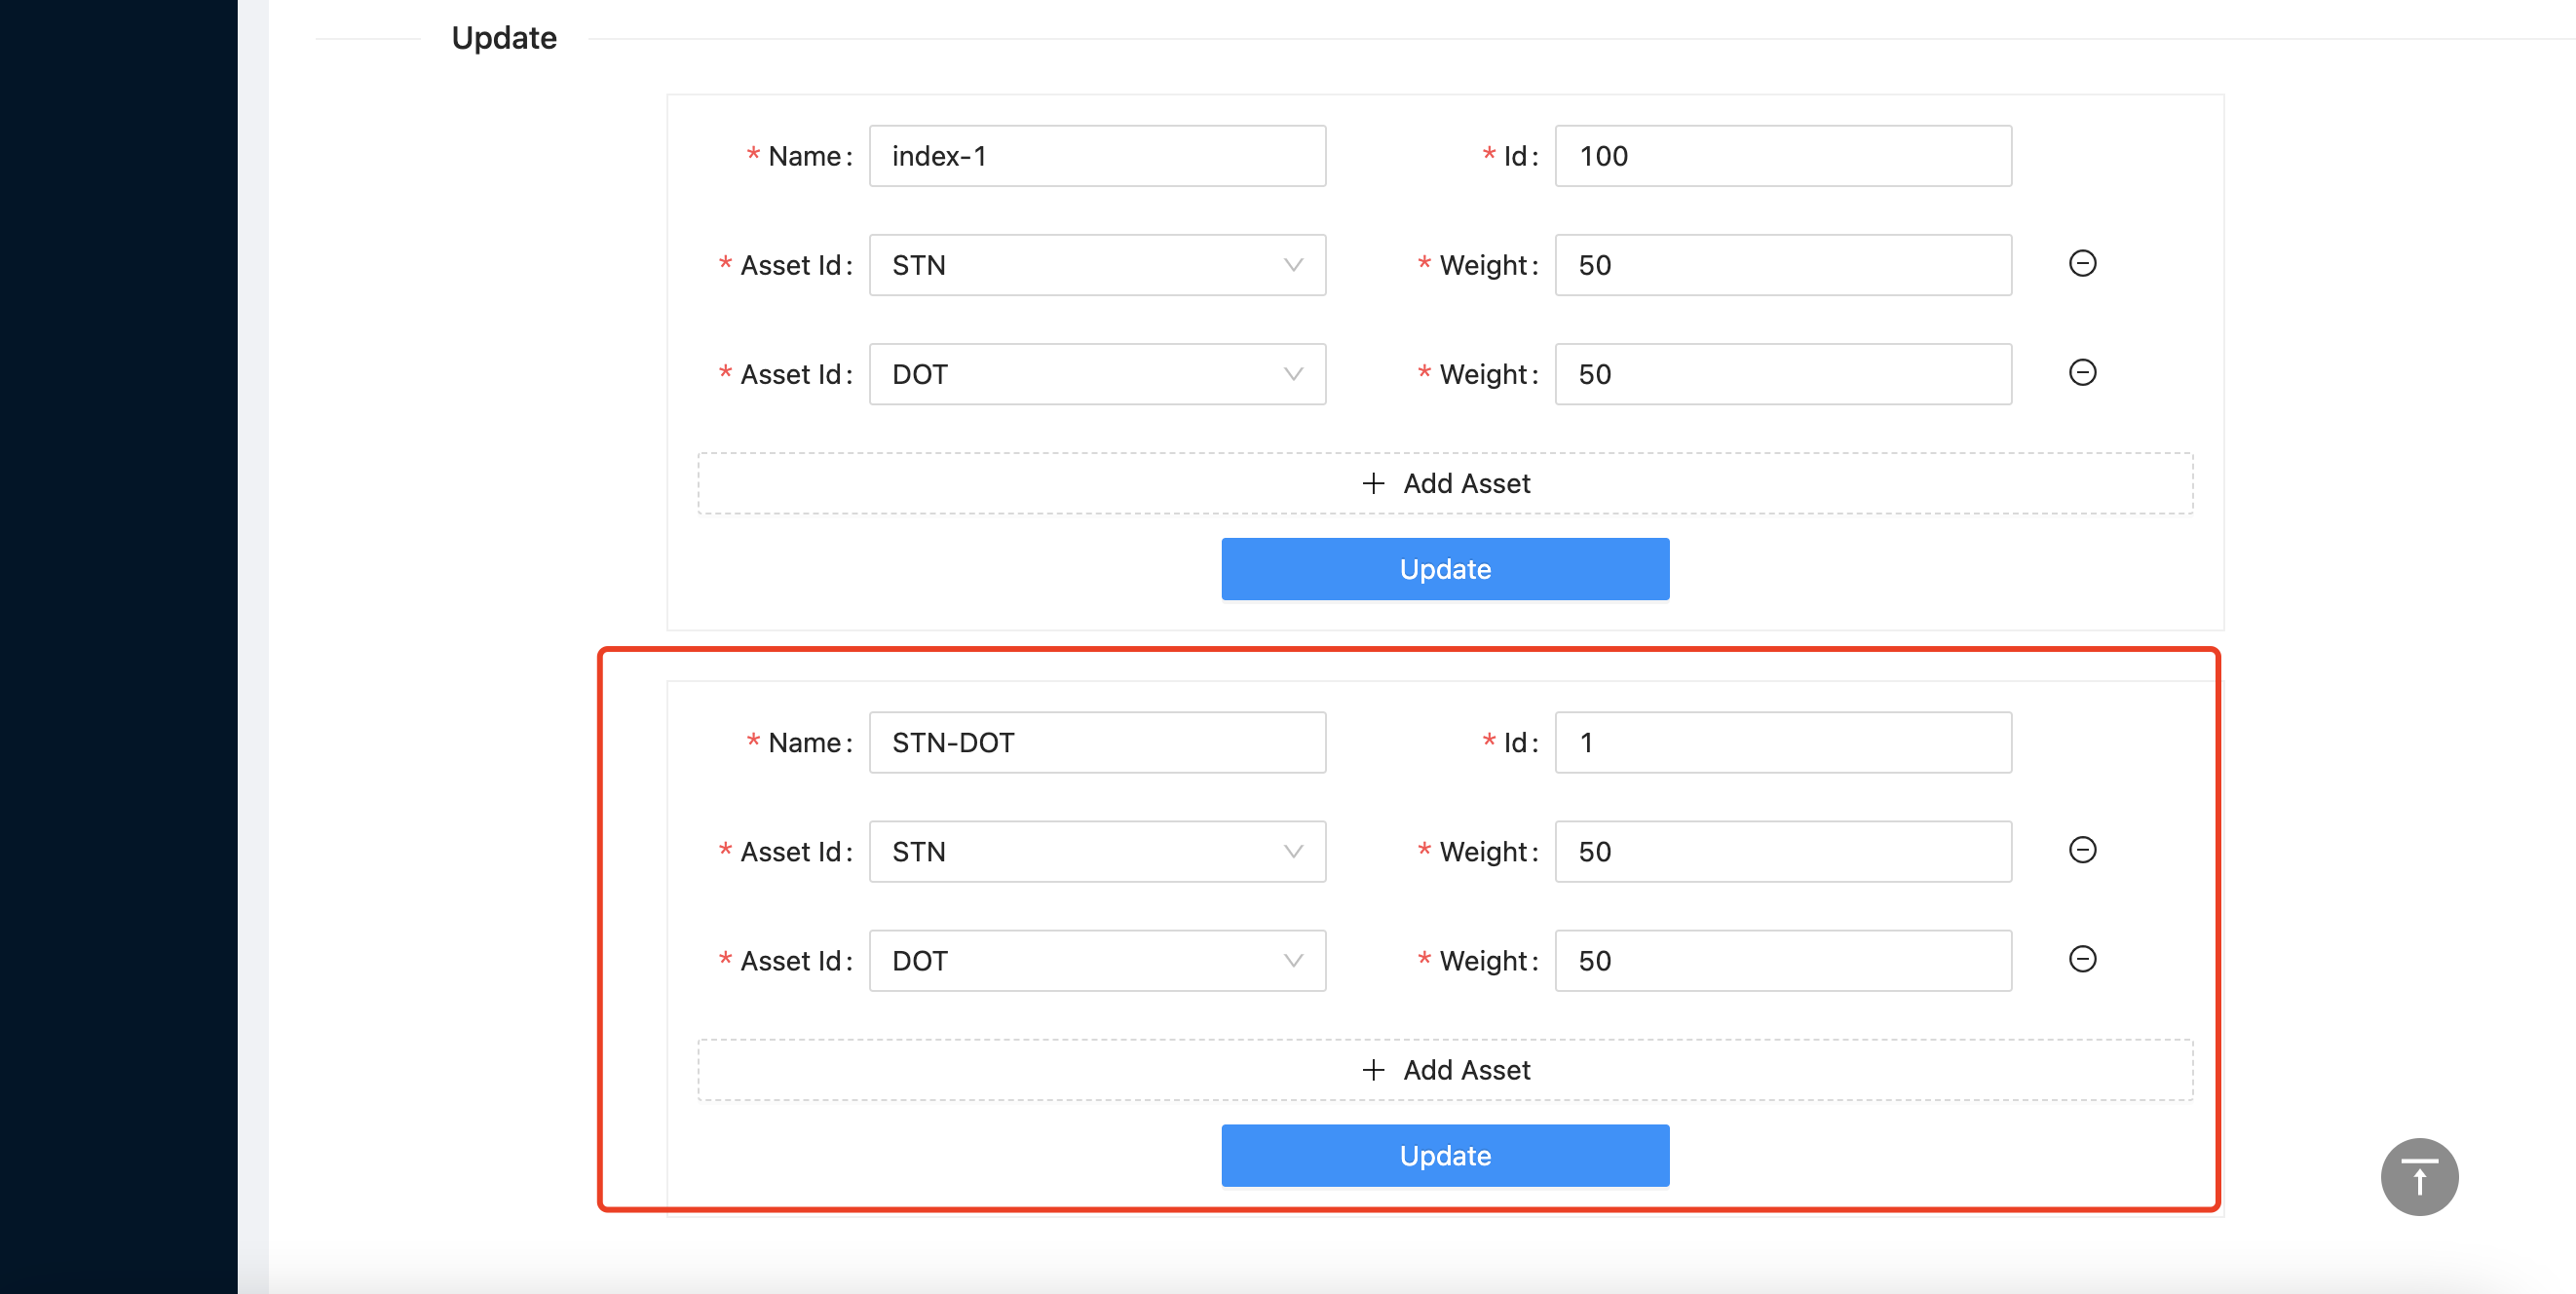 Update
* Name: index-1 * Id: 100
* Asset Id: STN * Weight: 50
* Asset Id: DOT * Weight: 50
+ Add Asset
Update
* Name: STN-DOT * Id: 1
* Asset Id: STN * Weight: 50
* Asset Id: DOT * Weight: 50
+ Add Asset
Update